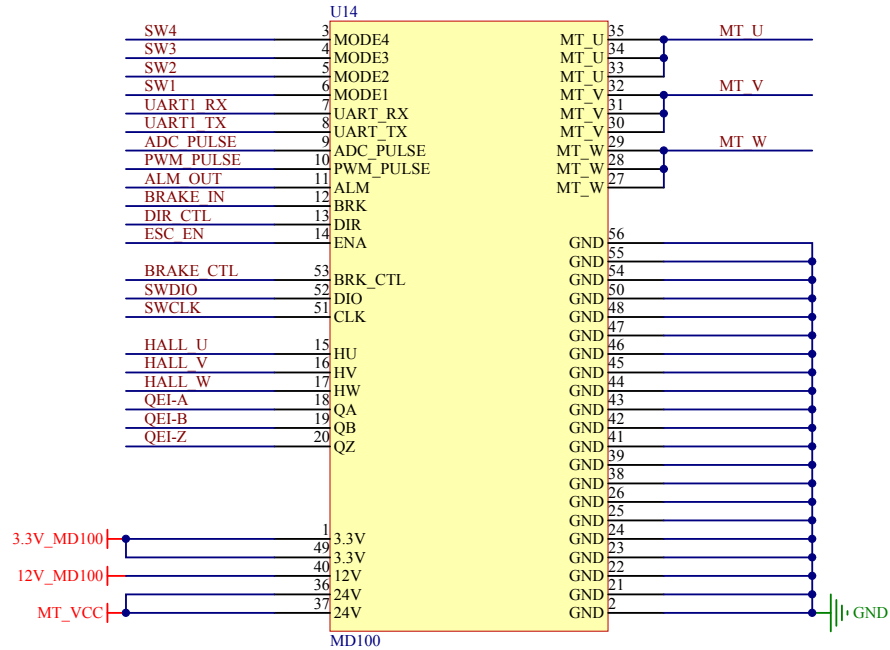 U14
SW4 3 MODE4 MT_U 35 MT_U
SW3 4 MODE3 MT_U 34
SW2 5 MODE2 MT_U 33
SW1 6 MODE1 MT_V 32 MT_V
UART1_RX 7 UART_RX MT_V 31
UART1_TX 8 UART_TX MT_V 30
ADC_PULSE 9 ADC_PULSE MT_W 29 MT_W
PWM_PULSE 10 PWM_PULSE MT_W 28
ALM_OUT 11 ALM MT_W 27
BRAKE_IN 12 BRK
DIR_CTL 13 DIR
ESC_EN 14 ENA GND 56
GND 55
BRAKE_CTL 53 BRK_CTL GND 54
SWDIO 52 DIO GND 50
SWCLK 51 CLK GND 48
GND 47
HALL_U 15 HU GND 46
HALL_V 16 HV GND 45
HALL_W 17 HW GND 44
QEI-A 18 QA GND 43
QEI-B 19 QB GND 42
QEI-Z 20 QZ GND 41
GND 39
GND 38
GND 26
GND 25
3.3V_MD100 1 3.3V GND 24
49 3.3V GND 23
12V_MD100 40 12V GND 22
36 24V GND 21
MT_VCC 37 24V GND 2 GND
MD100